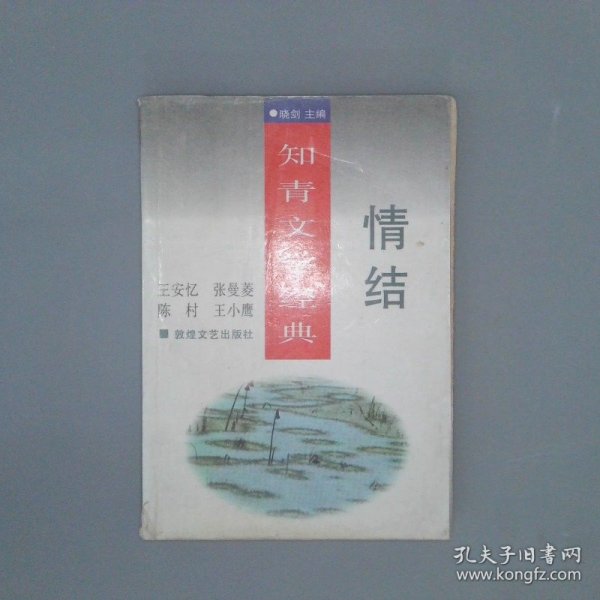 ●晓剑 主编
知青文学经典
情结
王安忆 张曼菱
陈村 王小鹰
■敦煌文艺出版社
孔夫子旧书网
www.kongfz.com